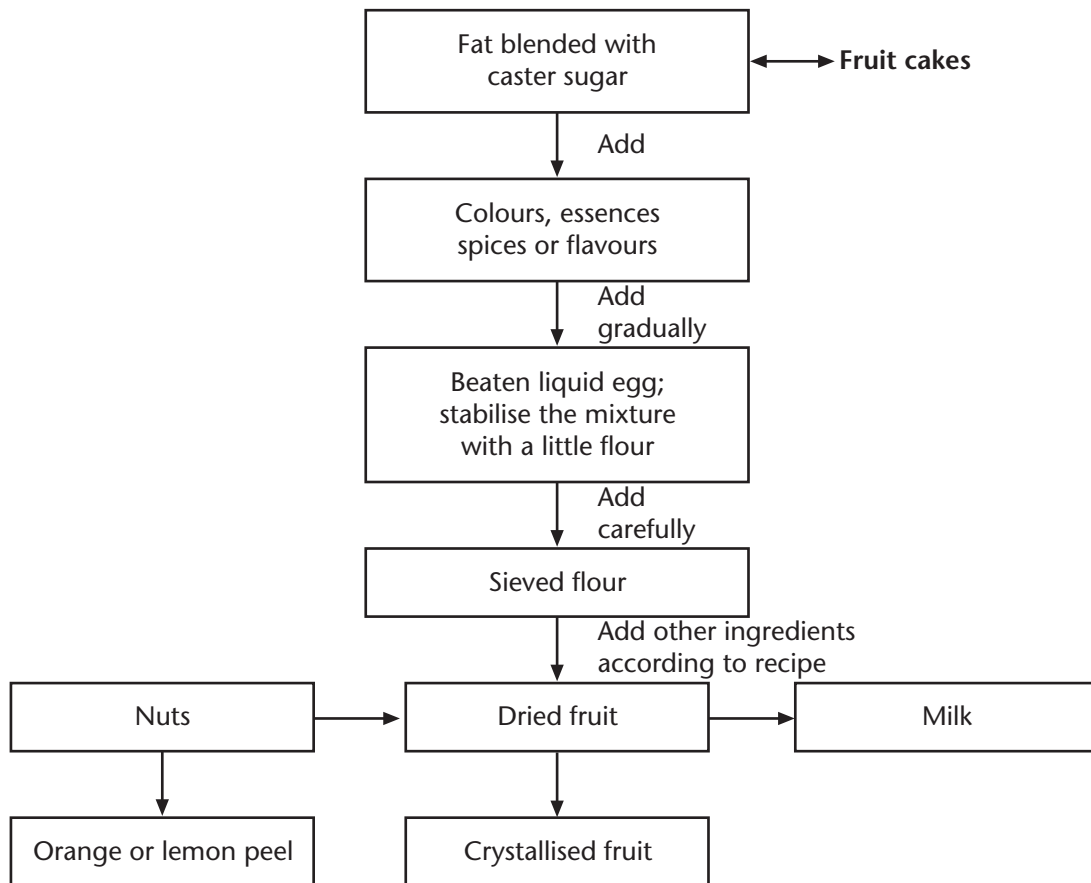 Fat blended with
caster sugar
Fruit cakes
Add
Colours, essences
spices or flavours
Add
gradually
Beaten liquid egg;
stabilise the mixture
with a little flour
Add
carefully
Sieved flour
Add other ingredients
according to recipe
Nuts
Dried fruit
Milk
Orange or lemon peel
Crystallised fruit